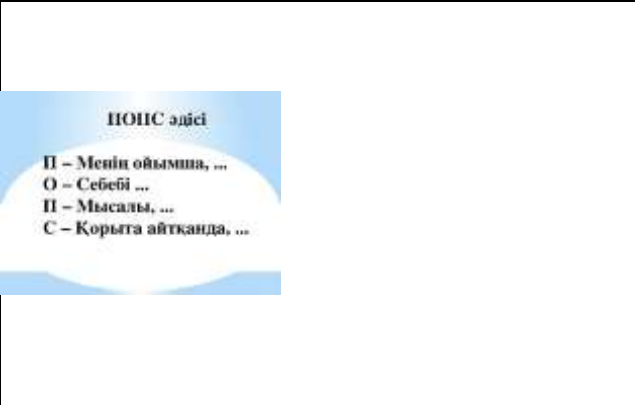 ПОПС әдісі
П – Менің ойымша, ...
О – Себебі ...
П – Мысалы, ...
С – Қорыта айтқанда, ...